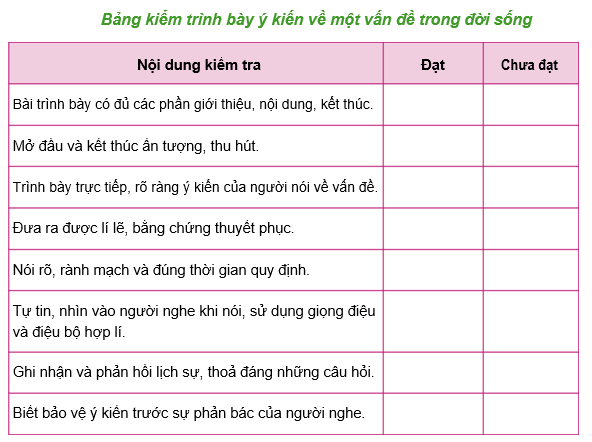 Bảng kiểm trình bày ý kiến về một vấn đề trong đời sống
Nội dung kiểm tra Đạt Chưa đạt
Bài trình bày có đủ các phần giới thiệu, nội dung, kết thúc.
Mở đầu và kết thúc ấn tượng, thu hút.
Trình bày trực tiếp, rõ ràng ý kiến của người nói về vấn đề.
Đưa ra được lí lẽ, bằng chứng thuyết phục.
Nói rõ, rành mạch và đúng thời gian quy định.
Tự tin, nhìn vào người nghe khi nói, sử dụng giọng điệu
và điệu bộ hợp lí.
Ghi nhận và phản hồi lịch sự, thoả đáng những câu hỏi.
Biết bảo vệ ý kiến trước sự phản bác của người nghe.